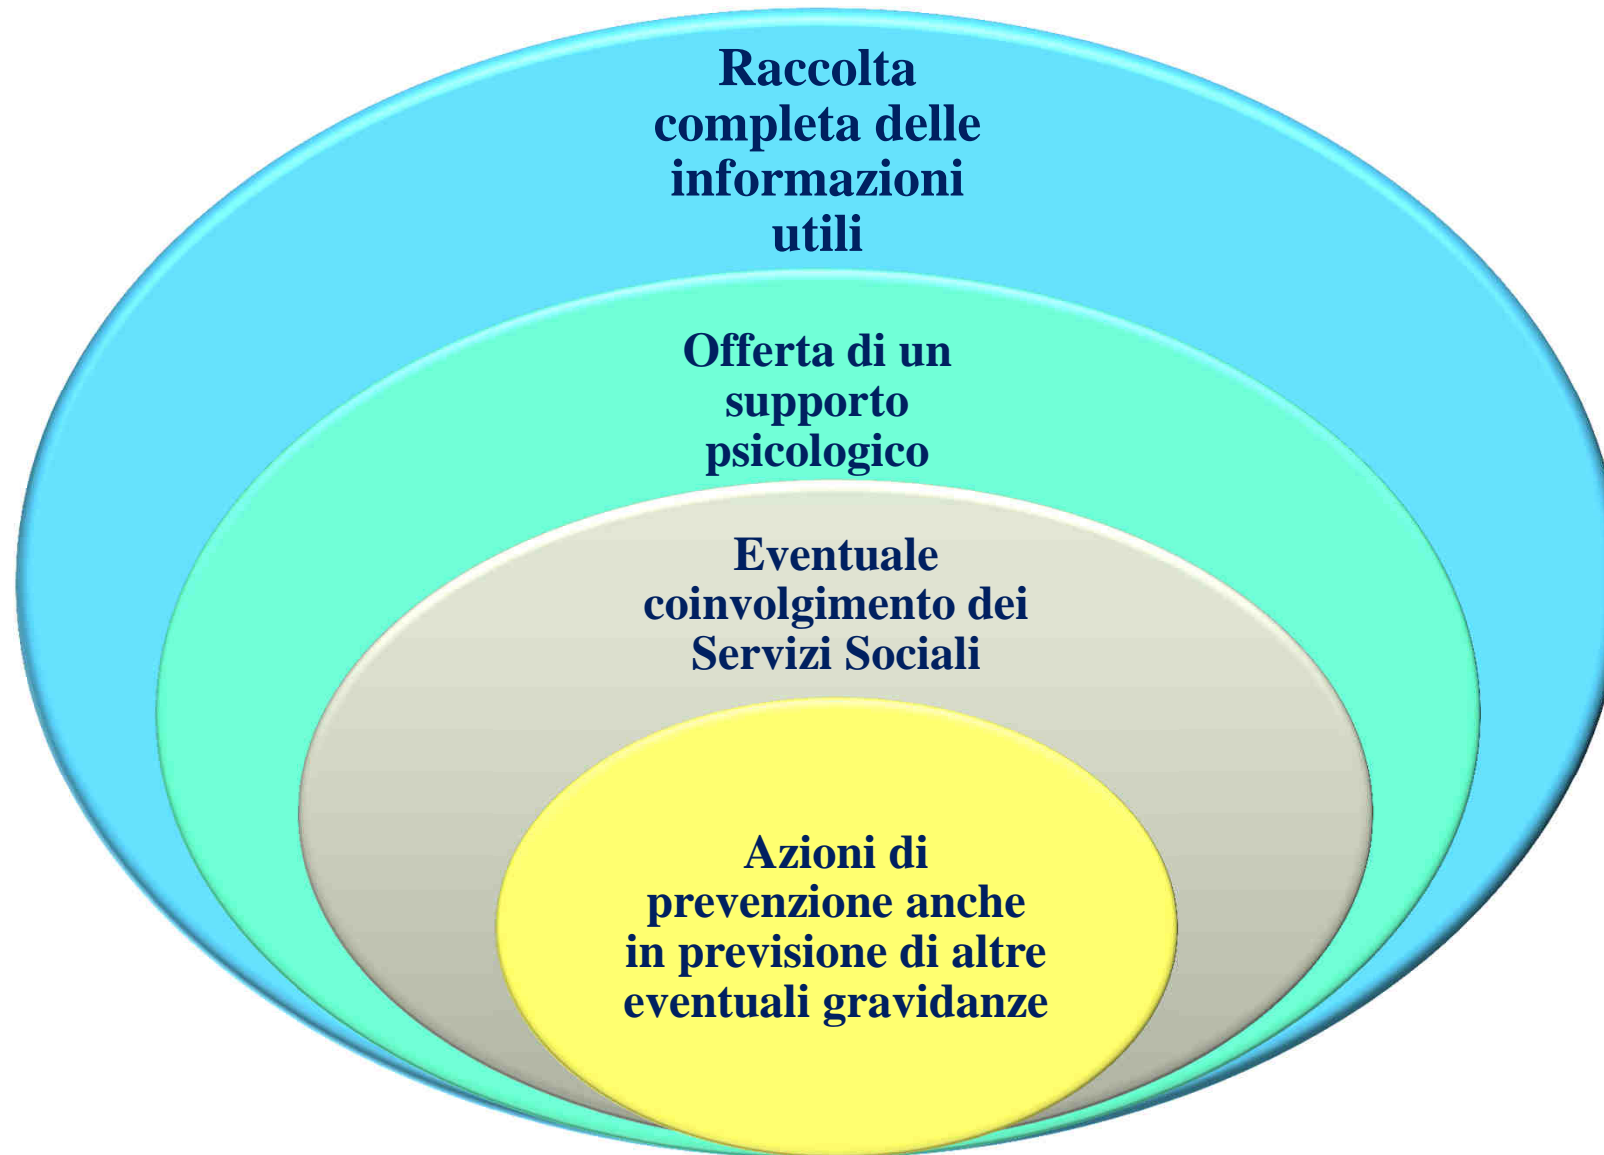 Raccolta
completa delle
informazioni
utili
Offerta di un
supporto
psicologico
Eventuale
coinvolgimento dei
Servizi Sociali
Azioni di
prevenzione anche
in previsione di altre
eventuali gravidanze